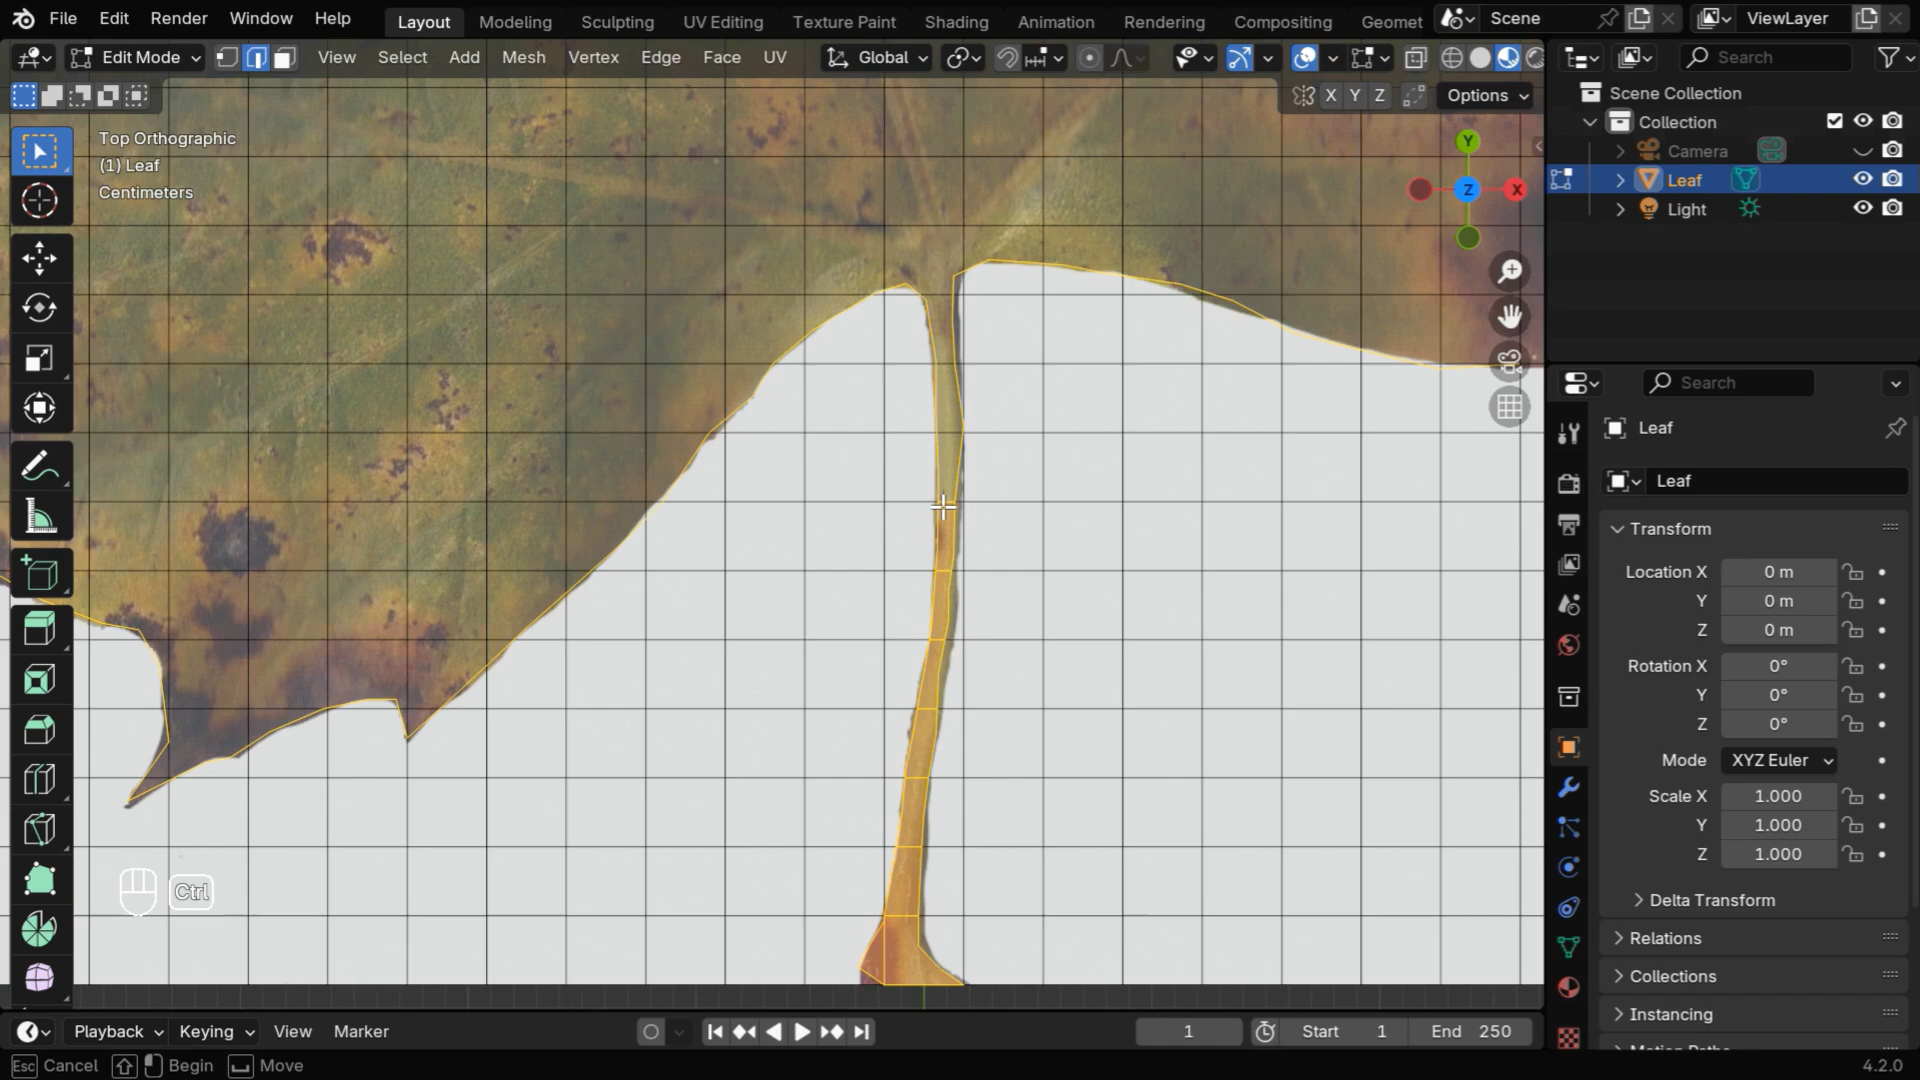 File Edit Render Window Help Layout Modeling Sculpting UV Editing Texture Paint Shading Animation Rendering Compositing Geomet Scene ViewLayer
Edit Mode View Select Add Mesh Vertex Edge Face UV Global Search
X Y Z Options
Top Orthographic
(1) Leaf
Centimeters
Y
Z X
Ctrl
Scene Collection
Collection
Camera
Leaf
Light
Search
Leaf
Leaf
Transform
Location X 0 m
Y 0 m
Z 0 m
Rotation X 0°
Y 0°
Z 0°
Mode XYZ Euler
Scale X 1.000
Y 1.000
Z 1.000
Delta Transform
Relations
Collections
Instancing
Motion Paths
Playback Keying View Marker 1 Start 1 End 250
Esc Cancel Begin Move 4.2.0